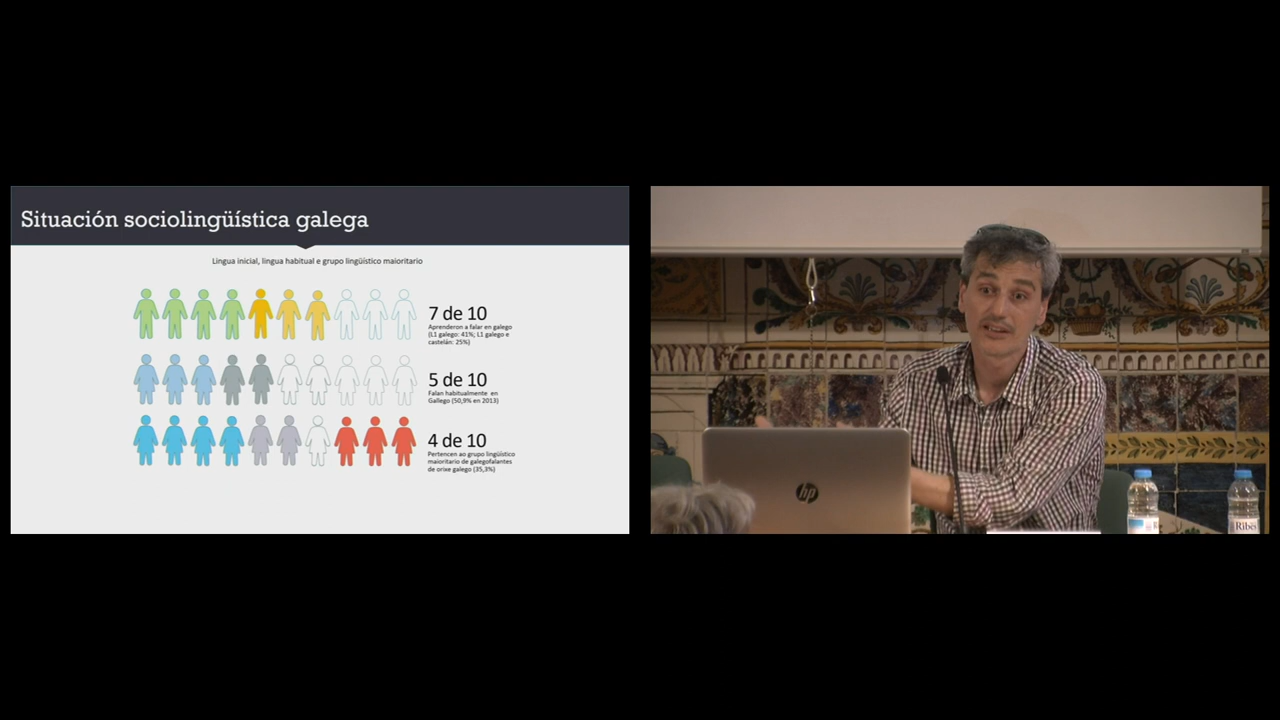 Situación sociolingüística galega
Lingua inicial, lingua habitual e grupo lingüístico maioritario
7 de 10
Aprenderon a falar en galego
(L1 galego: 41%; L1 galego e
castelán: 25%)
5 de 10
Falan habitualmente en
Gallego (50,9% en 2013)
4 de 10
Pertencen ao grupo lingüístico
maioritario de galegofalantes
de orixe galego (35,3%)
hp
Ribo